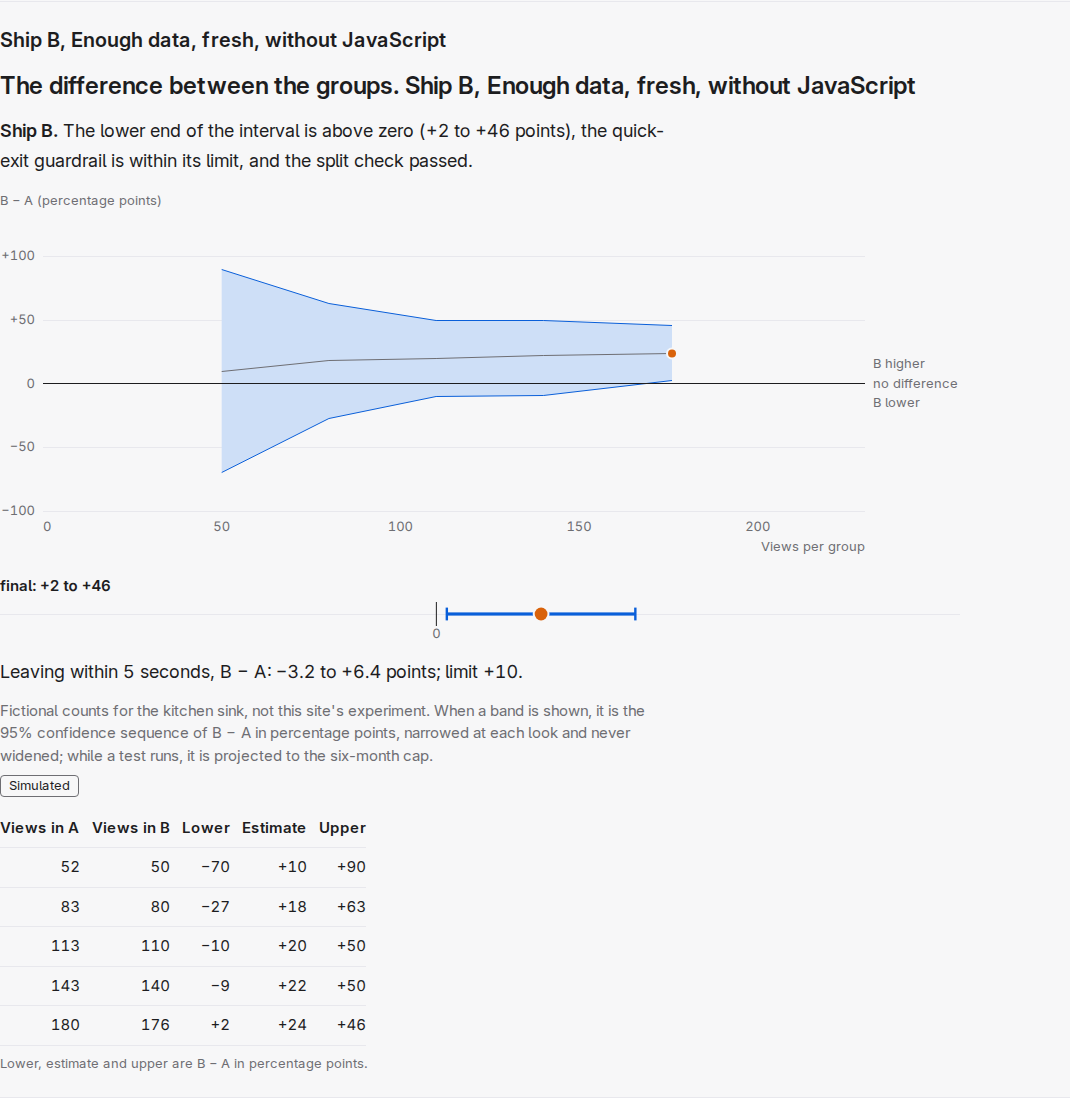 Ship B, Enough data, fresh, without JavaScript
The difference between the groups. Ship B, Enough data, fresh, without JavaScript
Ship B. The lower end of the interval is above zero (+2 to +46 points), the quick-
exit guardrail is within its limit, and the split check passed.
B − A (percentage points)
+100
+50
0
−50
−100
B higher
no difference
B lower
0 50 100 150 200
Views per group
final: +2 to +46
0
Leaving within 5 seconds, B − A: −3.2 to +6.4 points; limit +10.
Fictional counts for the kitchen sink, not this site's experiment. When a band is shown, it is the
95% confidence sequence of B − A in percentage points, narrowed at each look and never
widened; while a test runs, it is projected to the six-month cap.
Simulated
Views in A Views in B Lower Estimate Upper
52 50 −70 +10 +90
83 80 −27 +18 +63
113 110 −10 +20 +50
143 140 −9 +22 +50
180 176 +2 +24 +46
Lower, estimate and upper are B − A in percentage points.